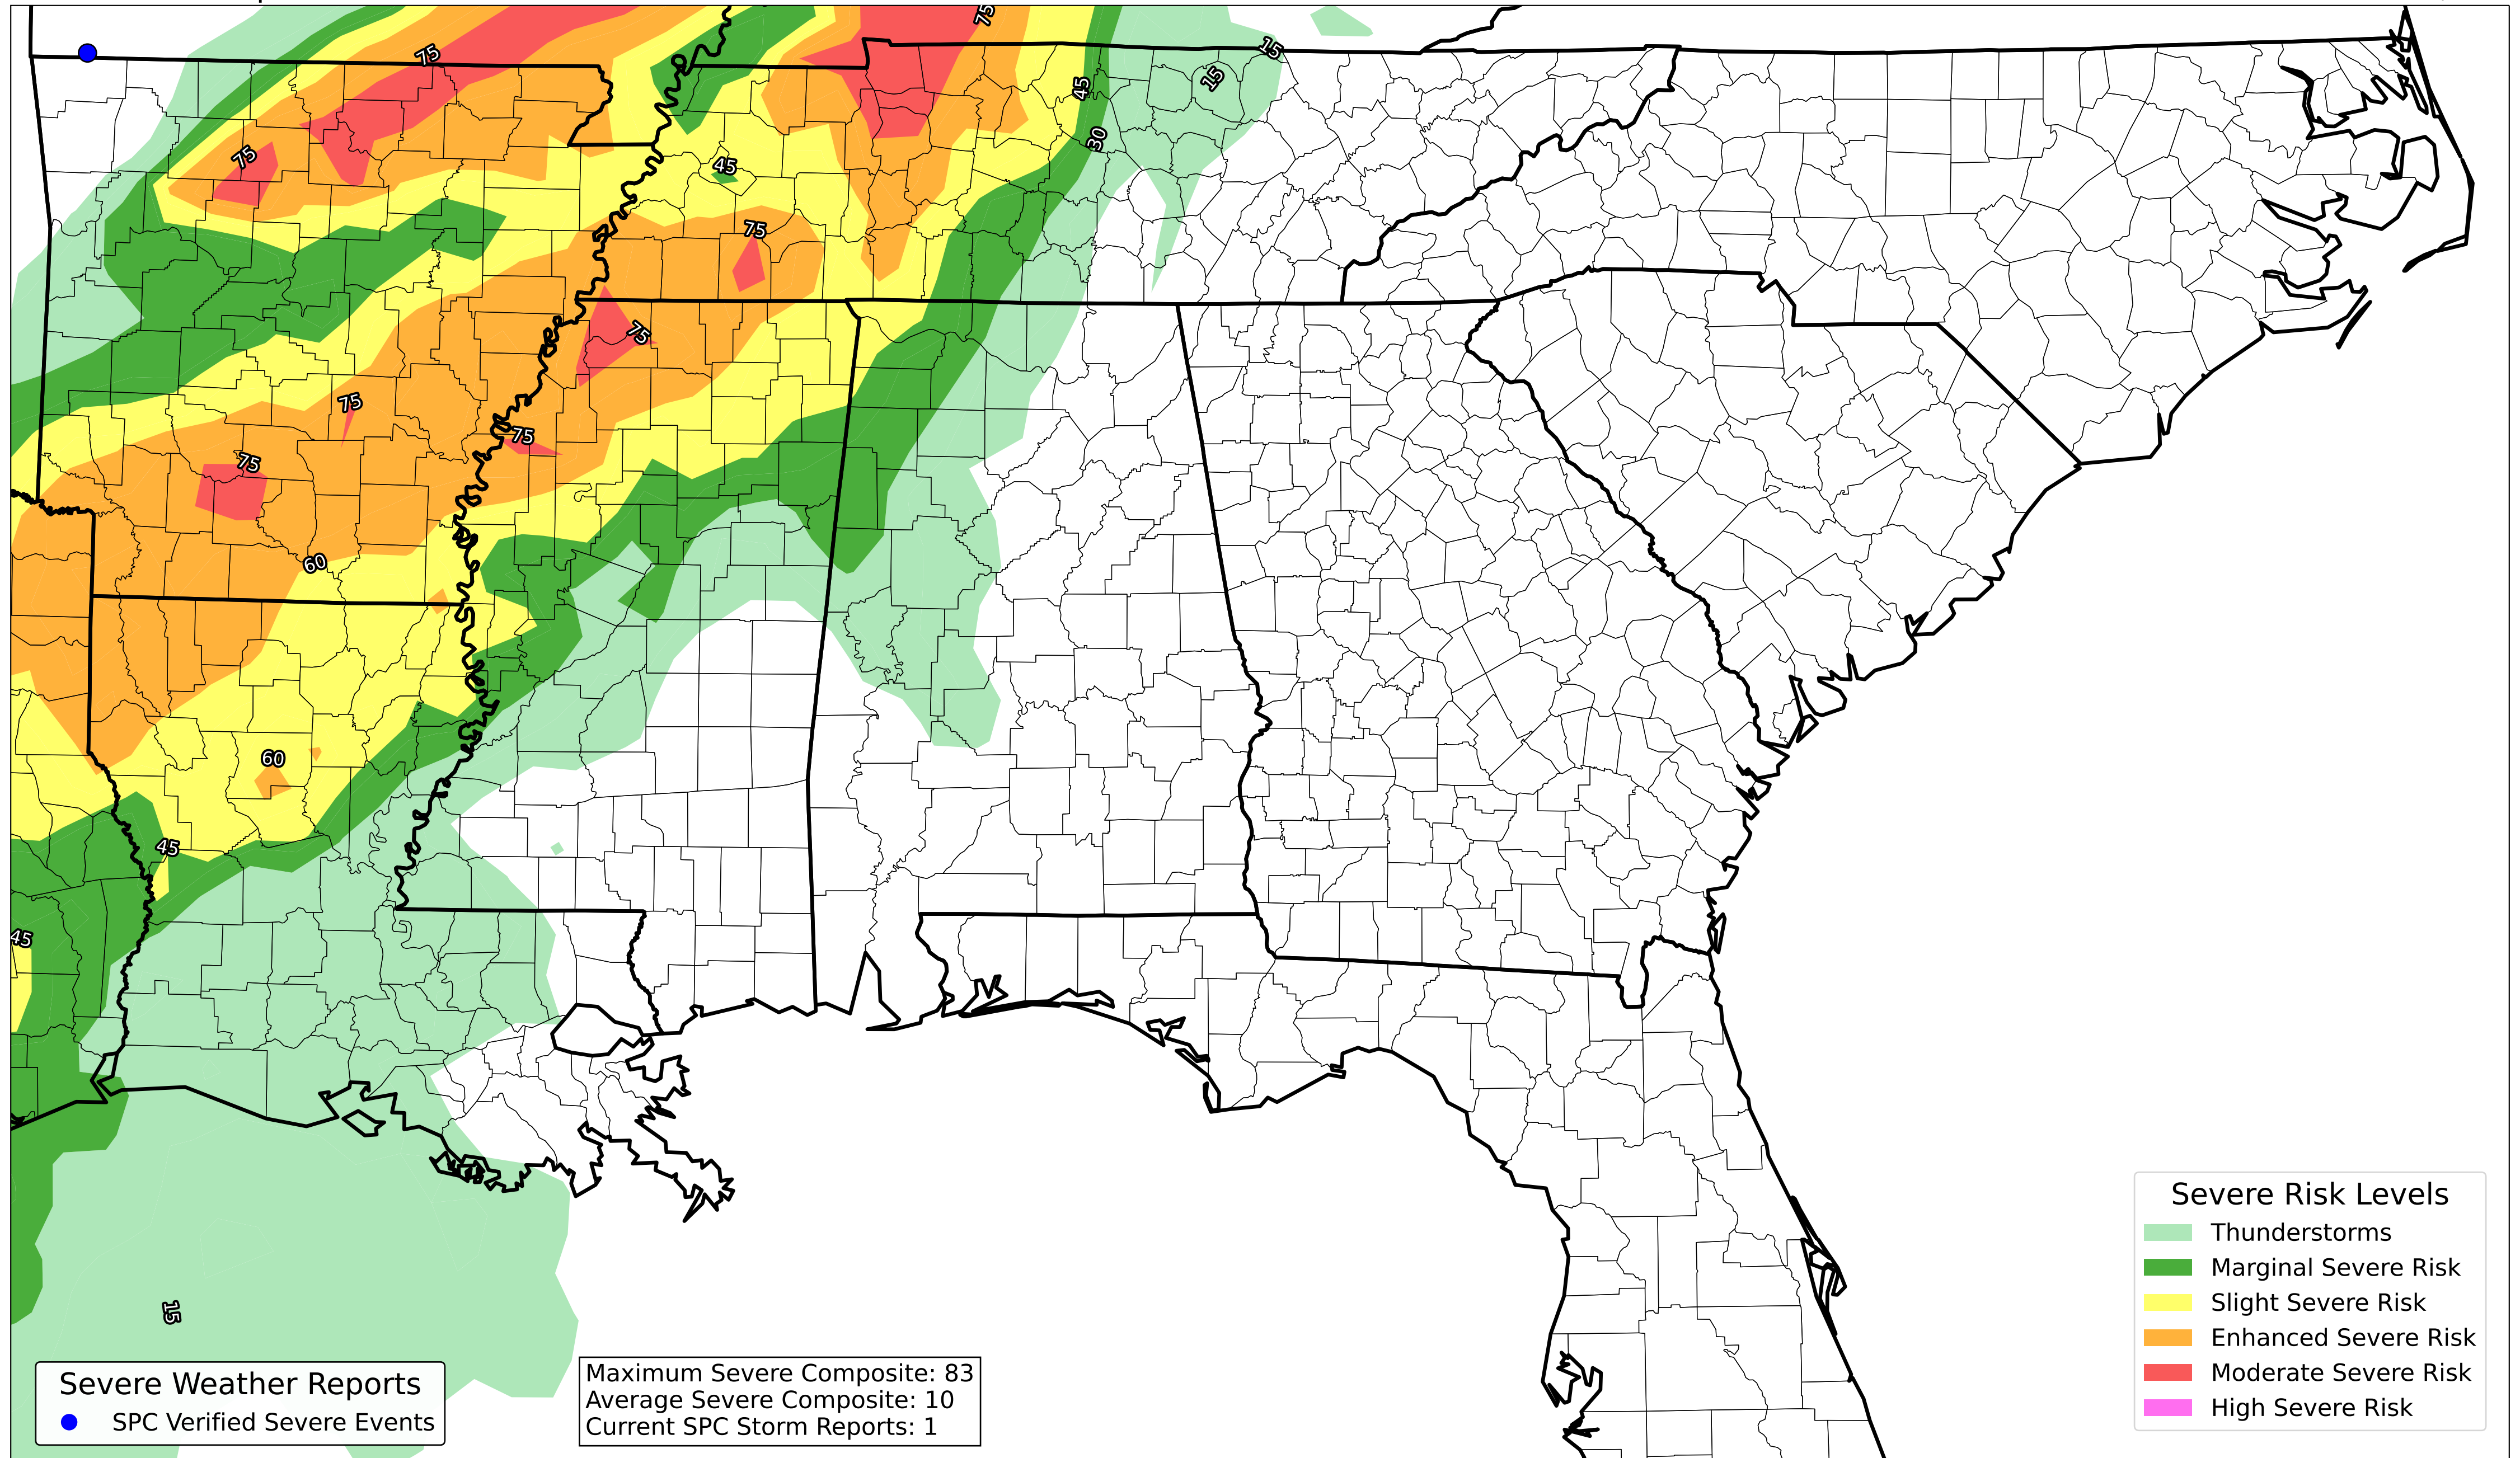 75
15
75
15
45
30
75
45
75
75
75
75
75
60
60
45
45
15
Severe Risk Levels
Thunderstorms
Marginal Severe Risk
Slight Severe Risk
Enhanced Severe Risk
Moderate Severe Risk
High Severe Risk
Severe Weather Reports
SPC Verified Severe Events
Maximum Severe Composite: 83
Average Severe Composite: 10
Current SPC Storm Reports: 1